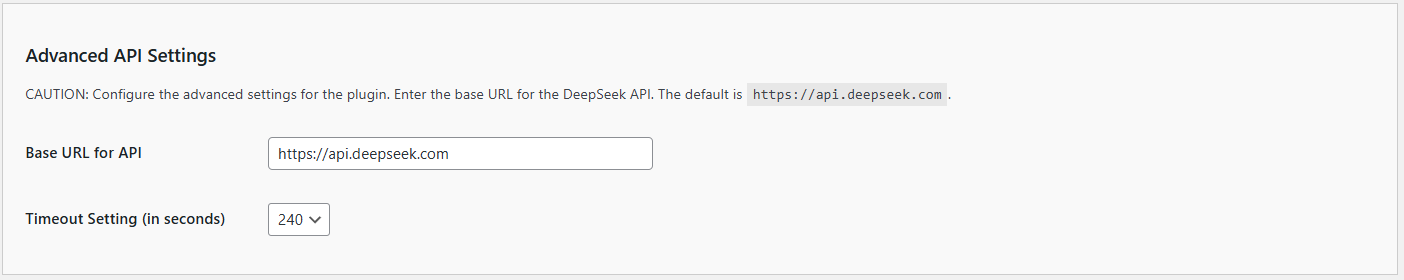 Advanced API Settings
CAUTION: Configure the advanced settings for the plugin. Enter the base URL for the DeepSeek API. The default is https://api.deepseek.com.
Base URL for API
https://api.deepseek.com
Timeout Setting (in seconds)
240